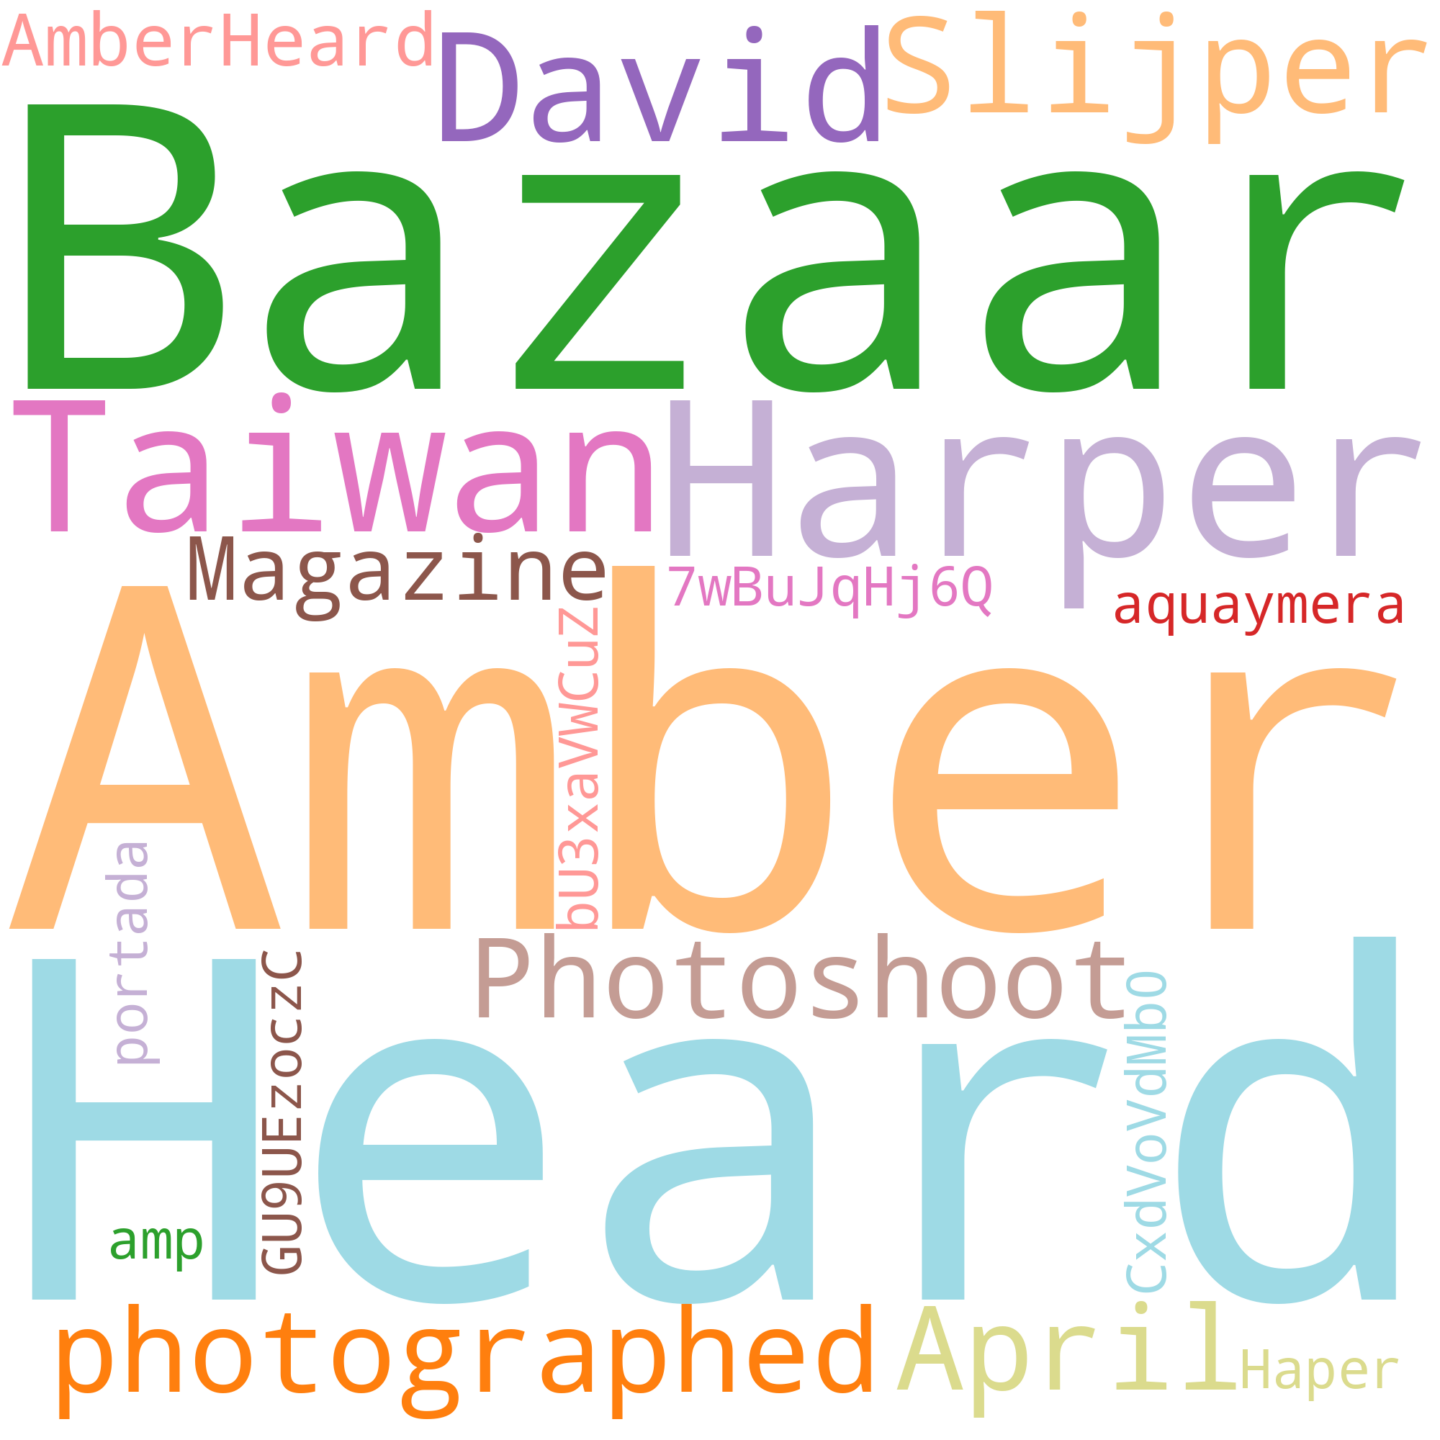 AmberHeard
David
Slijper
Bazaar
Taiwan
Harper
Magazine
7wBuJqHj6Q
aquaymera
bU3xaVWCuZ
Amber
portada
Photoshoot
GU9UEzoczC
CxdVoVdMbO
Heard
amp
photographed
April
Haper